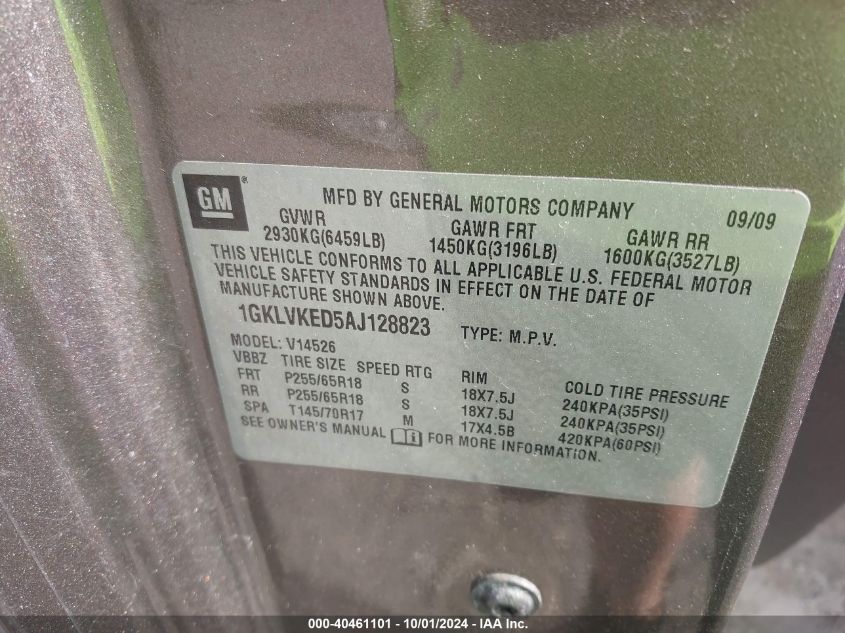 GM®
MFD BY GENERAL MOTORS COMPANY 09/09
GVWR GAWR FRT GAWR RR
2930KG(6459LB) 1450KG(3196LB) 1600KG(3527LB)
THIS VEHICLE CONFORMS TO ALL APPLICABLE U.S. FEDERAL MOTOR
VEHICLE SAFETY STANDARDS IN EFFECT ON THE DATE OF
MANUFACTURE SHOWN ABOVE.
1GKLVKED5AJ128823 TYPE: M.P.V.
MODEL: V14526
VBBZ TIRE SIZE SPEED RTG RIM COLD TIRE PRESSURE
FRT P255/65R18 S 18X7.5J 240KPA(35PSI)
RR P255/65R18 S 18X7.5J 240KPA(35PSI)
SPA T145/70R17 M 17X4.5B 420KPA(60PSI)
SEE OWNER'S MANUAL FOR MORE INFORMATION.
000-40461101 - 10/01/2024 - IAA Inc.